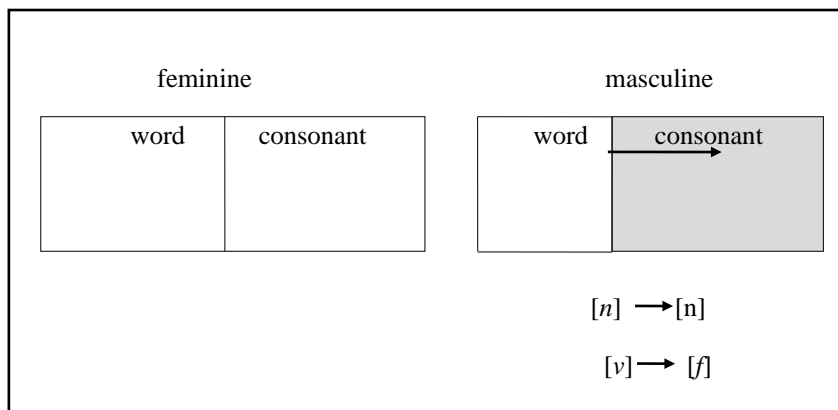 feminine masculine
word consonant word consonant
[n] → [n]
[v] → [f]